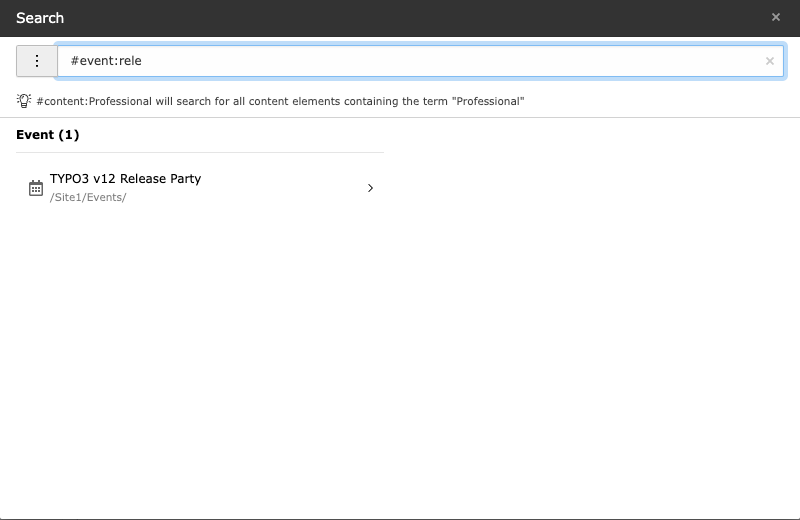 Search
#event:rele
#content:Professional will search for all content elements containing the term "Professional"
Event (1)
TYPO3 v12 Release Party
/Site1/Events/